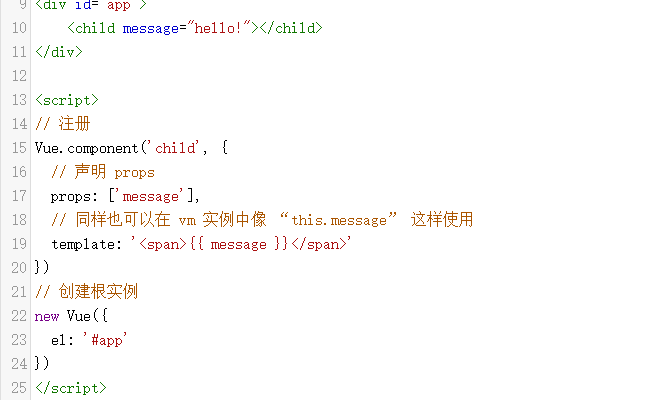 9 <div id="app">
10 <child message="hello!"></child>
11 </div>
12
13 <script>
14 // 注册
15 Vue.component('child', {
16 // 声明 props
17 props: ['message'],
18 // 同样也可以在 vm 实例中像 “this.message” 这样使用
19 template: '<span>{{ message }}</span>'
20 })
21 // 创建根实例
22 new Vue({
23 el: '#app'
24 })
25 </script>